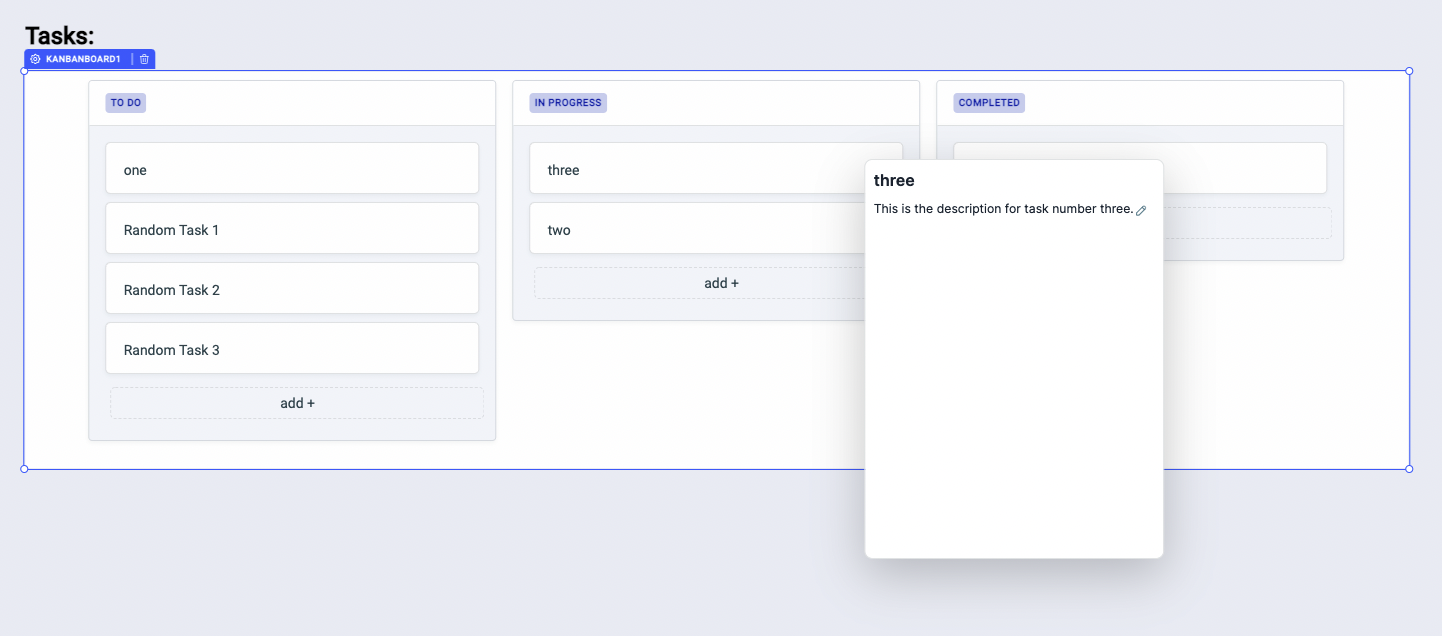 Tasks:
KANBANBOARD1
TO DO
one
Random Task 1
Random Task 2
Random Task 3
add +
IN PROGRESS
three
two
add +
COMPLETED
three
This is the description for task number three.